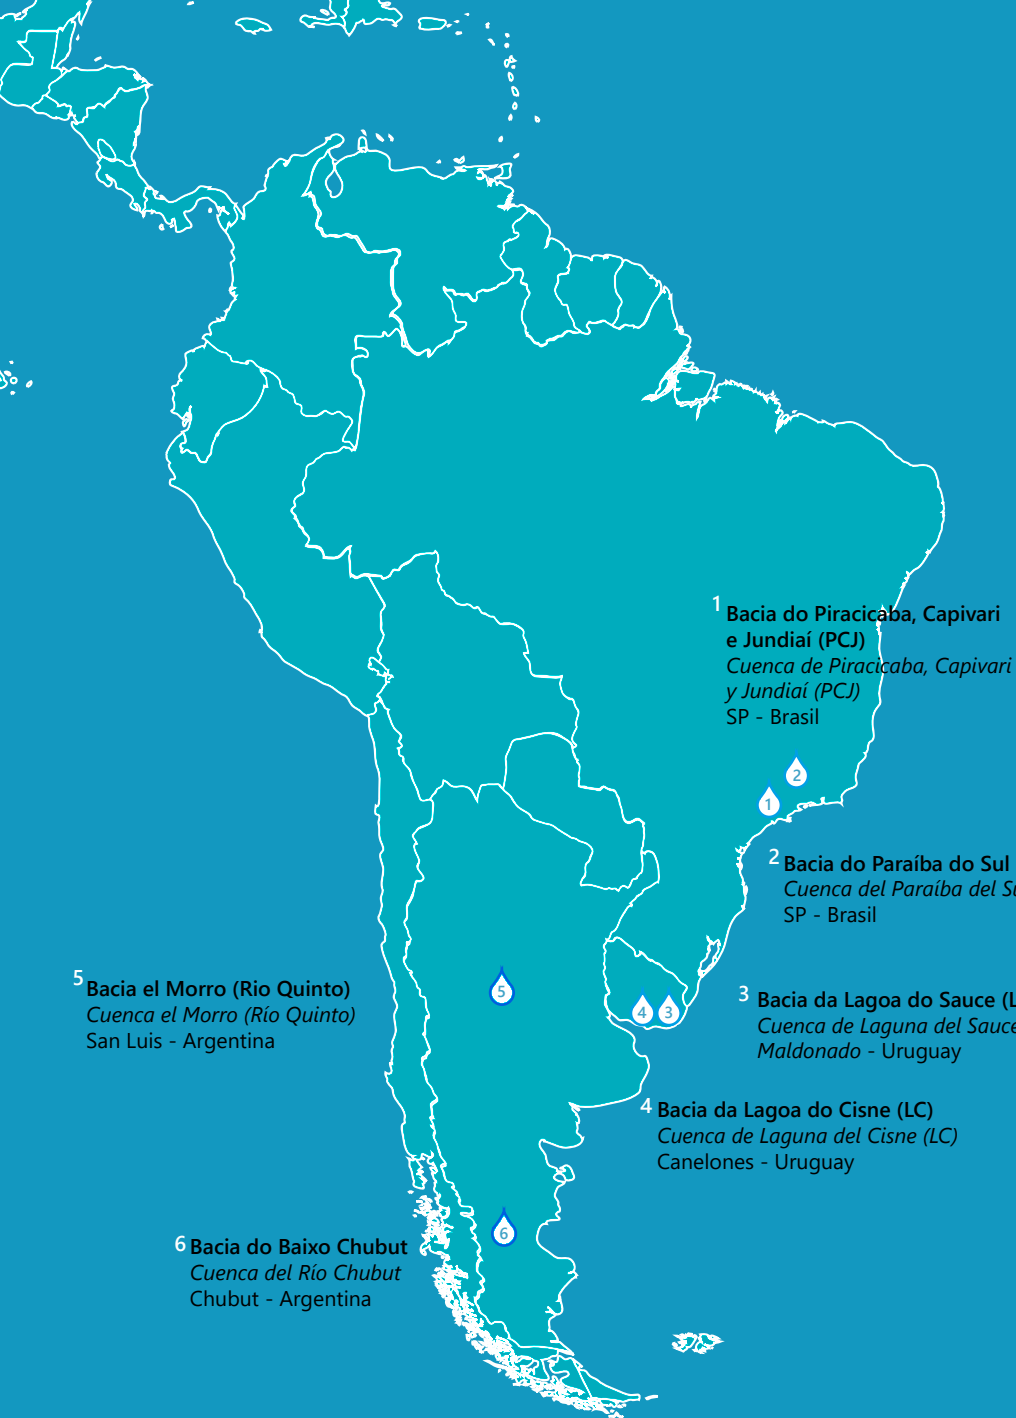 1
Bacia do Piracicaba, Capivari
e Jundiaí (PCJ)
Cuenca de Piracicaba, Capivari
y Jundiaí (PCJ)
SP - Brasil
2
1
2
Bacia do Paraíba do Sul
Cuenca del Paraíba del
SP - Brasil
5
Bacia el Morro (Rio Quinto)
Cuenca el Morro (Río Quinto)
San Luis - Argentina
5
4
3
3
Bacia da Lagoa do Sauce
Cuenca de Laguna del Sauce
Maldonado - Uruguay
4
Bacia da Lagoa do Cisne (LC)
Cuenca de Laguna del Cisne (LC)
Canelones - Uruguay
6
6
Bacia do Baixo Chubut
Cuenca del Río Chubut
Chubut - Argentina